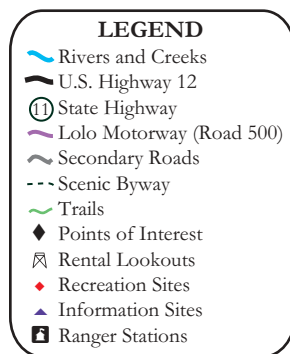 LEGEND
Rivers and Creeks
U.S. Highway 12
11 State Highway
Lolo Motorway (Road 500)
Secondary Roads
Scenic Byway
Trails
Points of Interest
Rental Lookouts
Recreation Sites
Information Sites
Ranger Stations